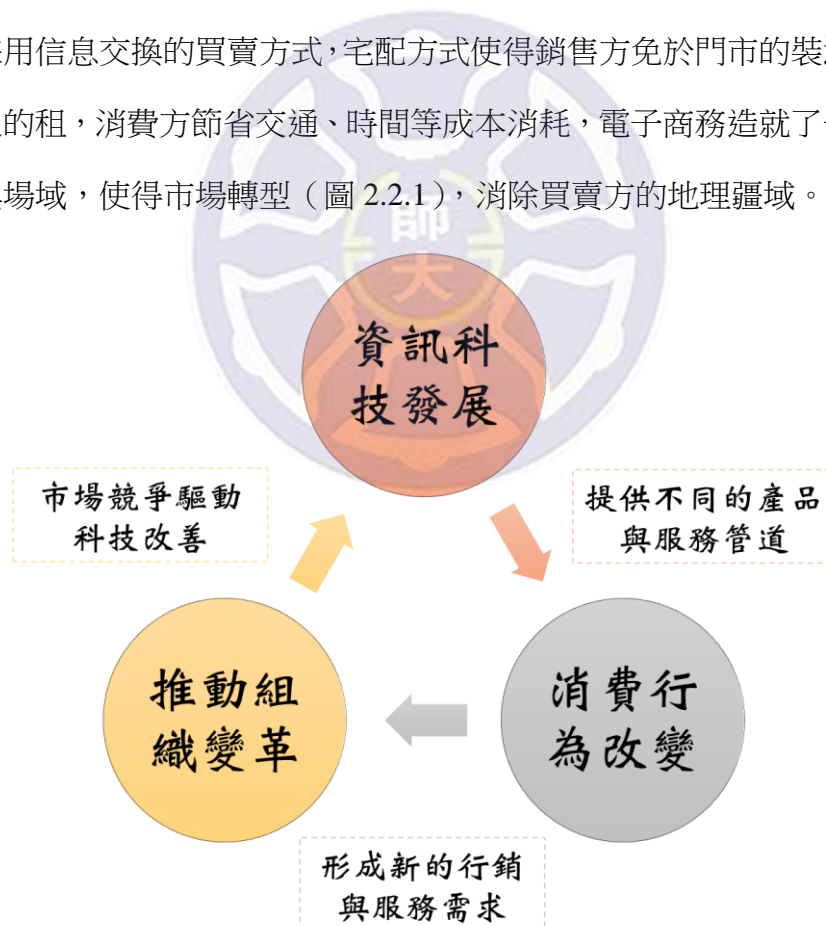 用信息交換的買賣方式，宅配方式使得銷售方免於門市的裝
的租，消費方節省交通、時間等成本消耗，電子商務造就了
場域，使得市場轉型（圖 2.2.1），消除買賣方的地理疆域。
師
大
資訊科
技發展
市場競爭驅動
科技改善
提供不同的產品
與服務管道
推動組
織變革
消費行
為改變
形成新的行銷
與服務需求